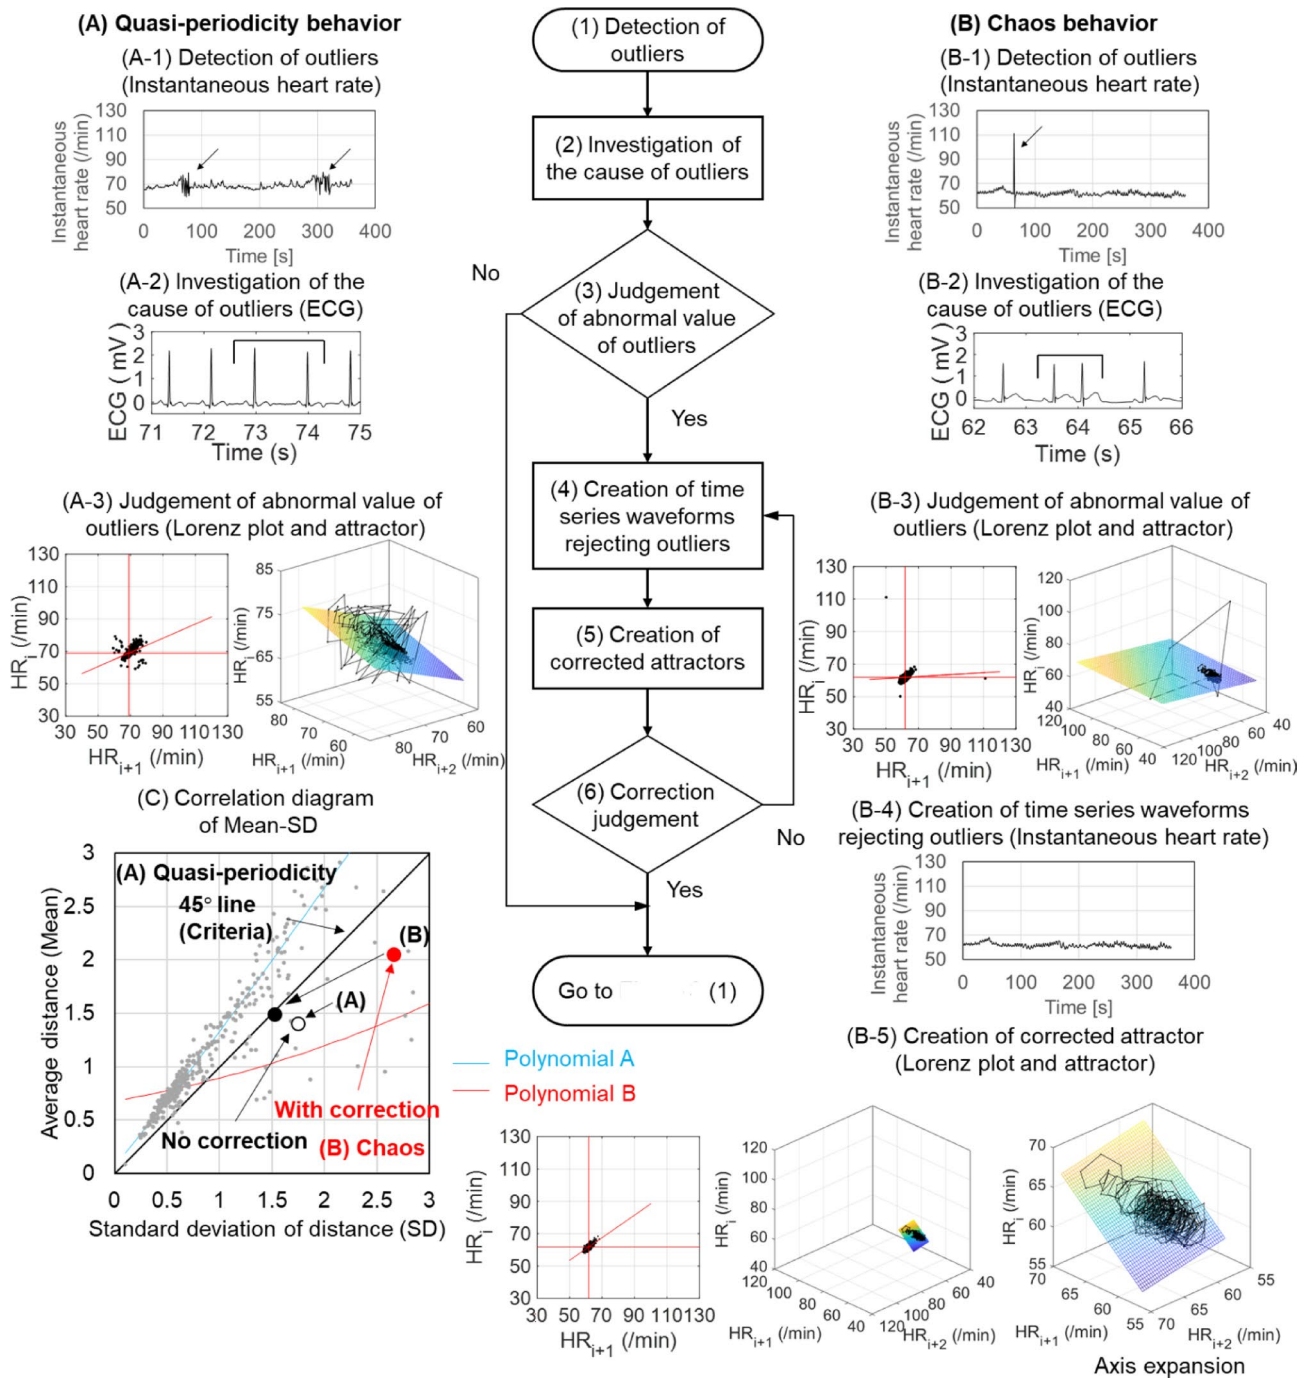 (A) Quasi-periodicity behavior
(A-1) Detection of outliers
(Instantaneous heart rate)
Instantaneous
heart rate (/min)
130
110
90
70
50
0 100 200 300 400
Time [s]
(A-2) Investigation of the
cause of outliers (ECG)
ECG ( mV)
3
2
1
0
71 72 73 74 75
Time (s)
(A-3) Judgement of abnormal value of
outliers (Lorenz plot and attractor)
HRi (/min)
130
110
90
70
50
30
30 50 70 90 110 130
HRi+1 (/min)
HRi (/min)
85
75
65
55
80
70
60
HRi+1 (/min)
80
70
60
HRi+2 (/min)
(C) Correlation diagram
of Mean-SD
Average distance (Mean)
3
2.5
2
1.5
1
0.5
0
(A) Quasi-periodicity
45° line
(Criteria)
(B)
(A)
With correction
No correction
(B) Chaos
0 0.5 1 1.5 2 2.5 3
Standard deviation of distance (SD)
(1) Detection of
outliers
(2) Investigation of
the cause of outliers
No
(3) Judgement
of abnormal value
of outliers
Yes
(4) Creation of time
series waveforms
rejecting outliers
(5) Creation of
corrected attractors
(6) Correction
judgement
No
Yes
Go to (1)
Polynomial A
Polynomial B
(B) Chaos behavior
(B-1) Detection of outliers
(Instantaneous heart rate)
Instantaneous
heart rate (/min)
130
110
90
70
50
0 100 200 300 400
Time [s]
(B-2) Investigation of the
cause of outliers (ECG)
ECG ( mV)
3
2
1
0
62 63 64 65 66
Time (s)
(B-3) Judgement of abnormal value of
outliers (Lorenz plot and attractor)
HRi (/min)
130
110
90
70
50
30
30 50 70 90 110 130
HRi+1 (/min)
HRi (/min)
120
100
80
60
40
120
100
80
60
40
HRi+1 (/min)
120
100
80
60
40
HRi+2 (/min)
(B-4) Creation of time series waveforms
rejecting outliers (Instantaneous heart rate)
Instantaneous
heart rate (/min)
130
110
90
70
50
0 100 200 300 400
Time [s]
(B-5) Creation of corrected attractor
(Lorenz plot and attractor)
HRi (/min)
130
110
90
70
50
30
30 50 70 90 110 130
HRi+1 (/min)
HRi (/min)
120
100
80
60
40
120
100
80
60
40
HRi+1 (/min)
120
100
80
60
40
HRi+2 (/min)
HRi (/min)
70
65
60
55
70
65
60
55
HRi+1 (/min)
70
65
60
55
HRi+2 (/min)
Axis expansion